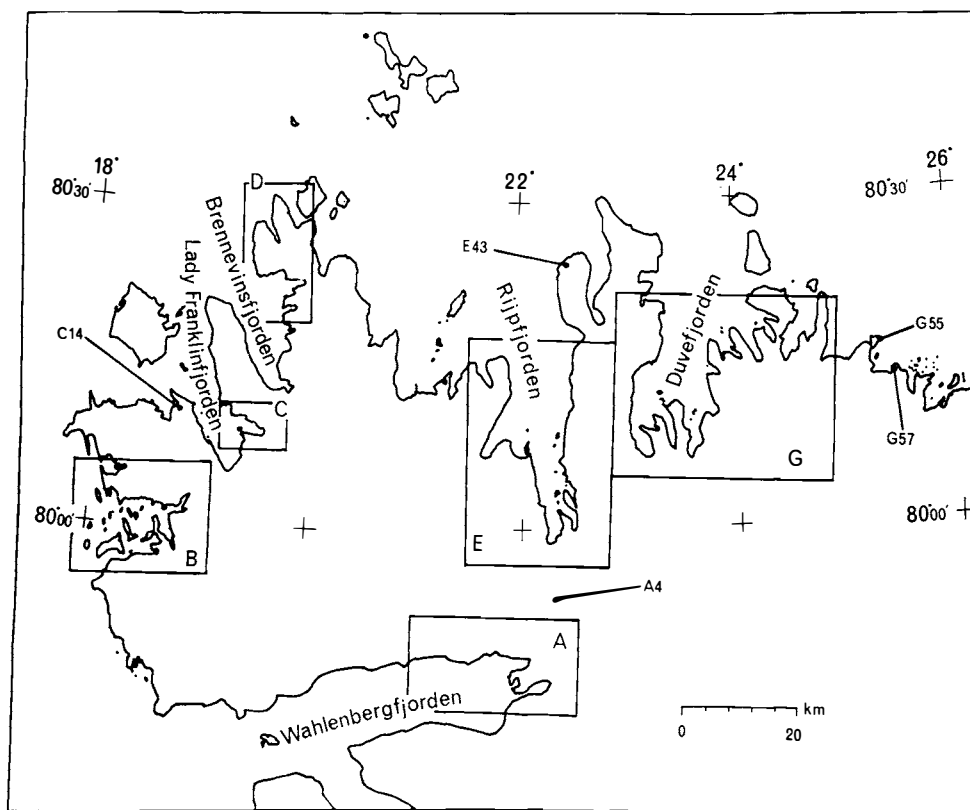 18°
80°30'
D
22°
24°
26°
80°30'
Brennevinsfjorden
Lady Franklinfjorden
E43
Rijpfjorden
Duvefjorden
C14
G55
C
G57
G
80°00'
80°00'
B
E
A4
A
Wahlenbergfjorden
km
0 20